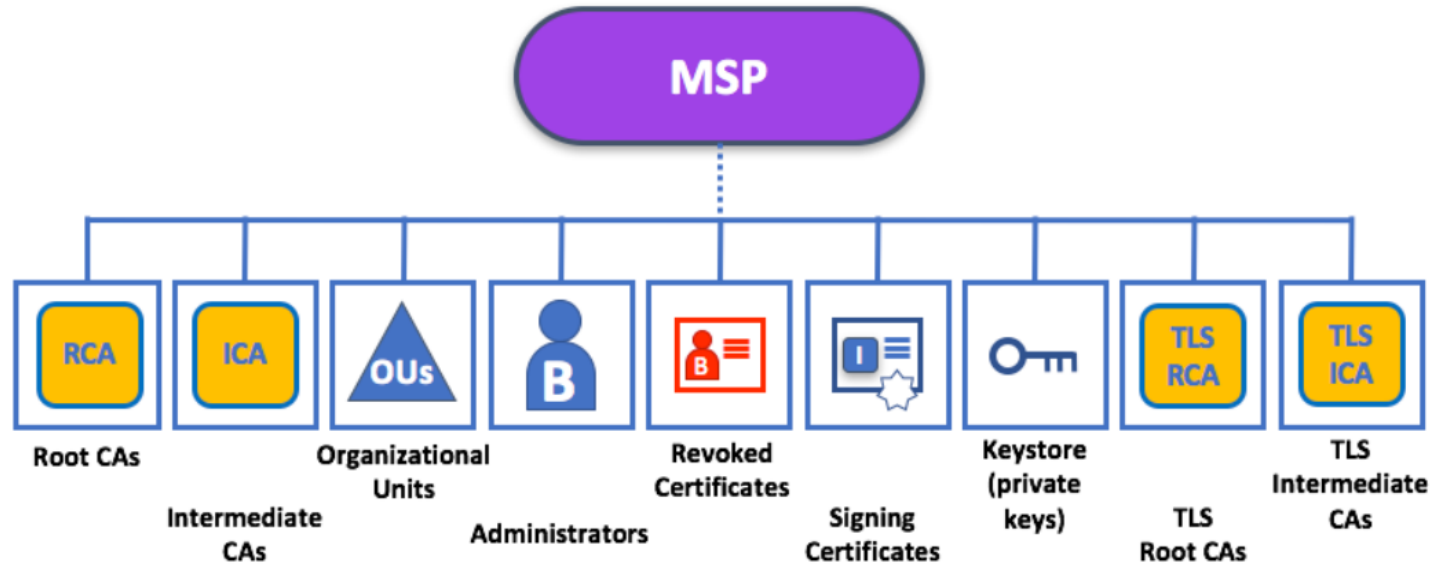 MSP
RCA
ICA
OUs
B
B
I
TLS
RCA
TLS
ICA
Root CAs
Intermediate
CAs
Organizational
Units
Administrators
Revoked
Certificates
Signing
Certificates
Keystore
(private
keys)
TLS
Root CAs
TLS
Intermediate
CAs